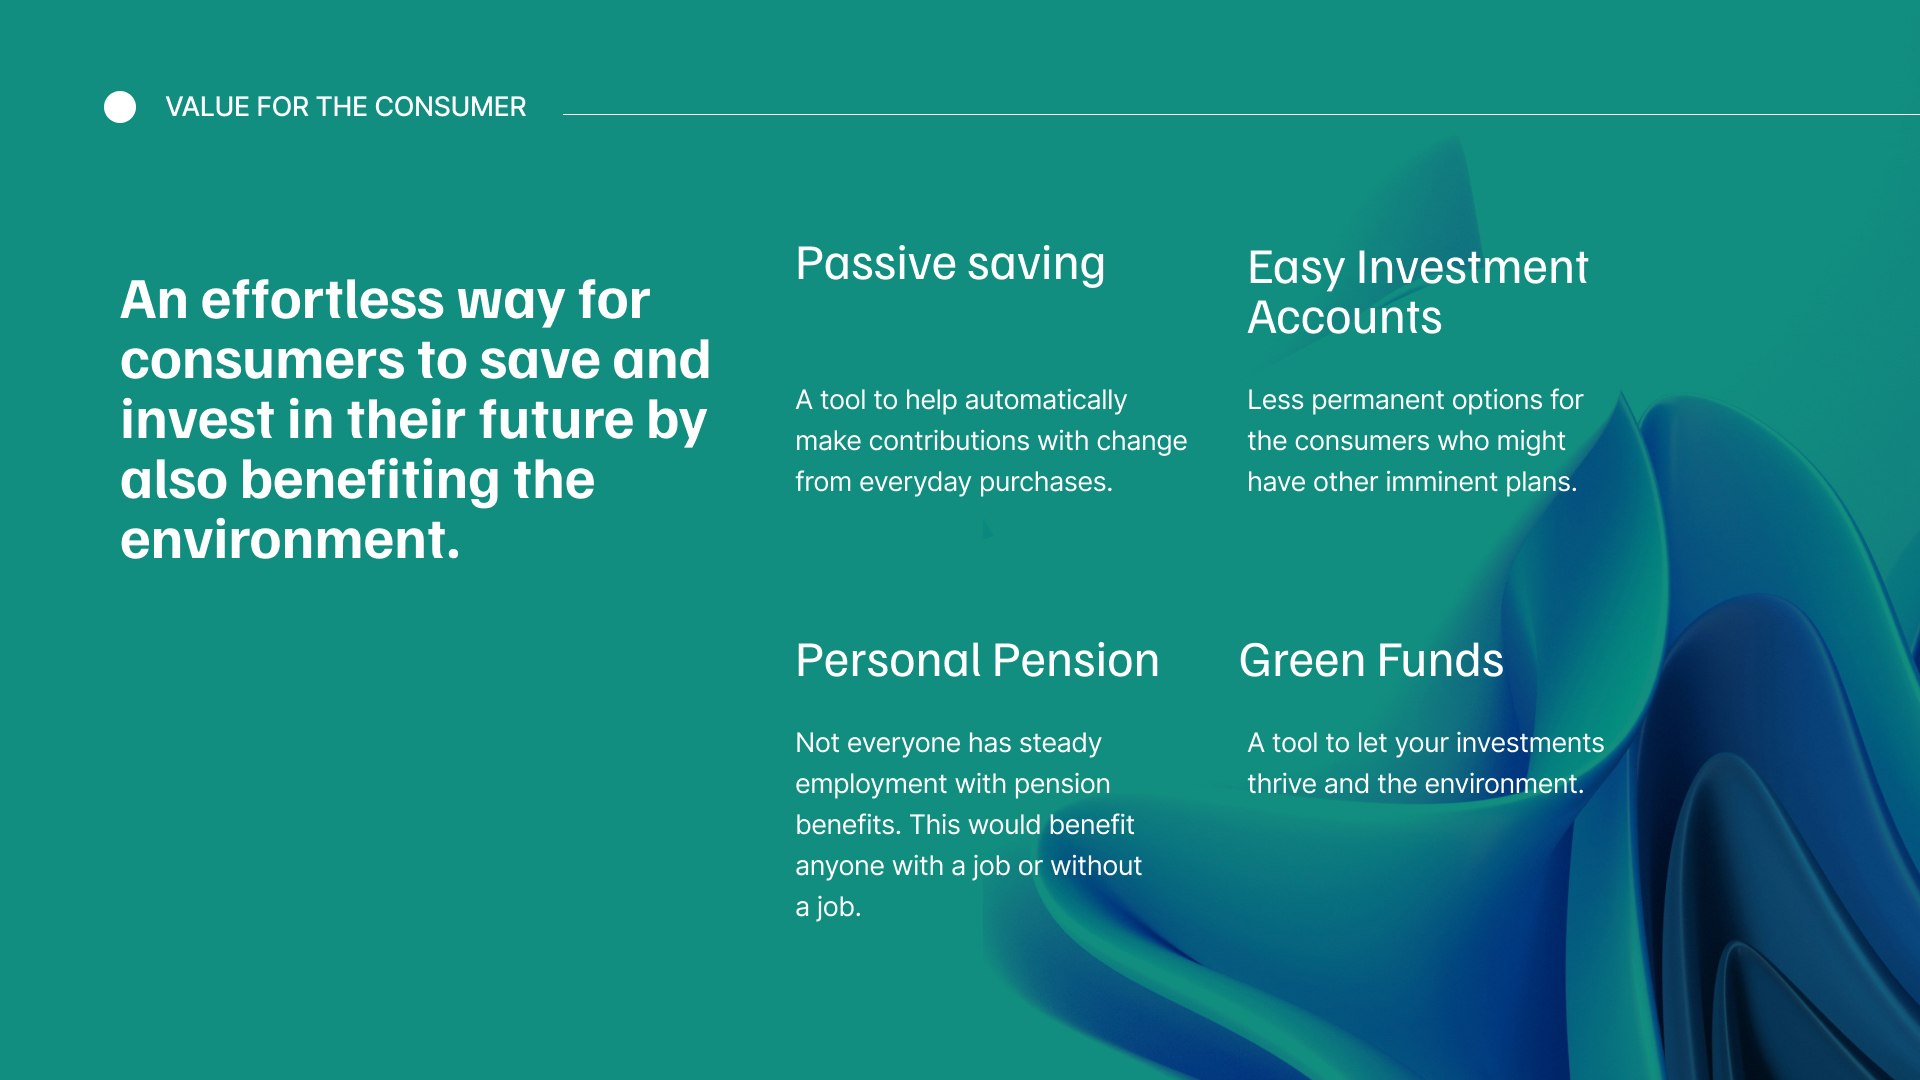 VALUE FOR THE CONSUMER
An effortless way for
consumers to save and
invest in their future by
also benefiting the
environment.
Passive saving
A tool to help automatically
make contributions with change
from everyday purchases.
Easy Investment
Accounts
Less permanent options for
the consumers who might
have other imminent plans.
Personal Pension
Not everyone has steady
employment with pension
benefits. This would benefit
anyone with a job or without
a job.
Green Funds
A tool to let your investments
thrive and the environment.